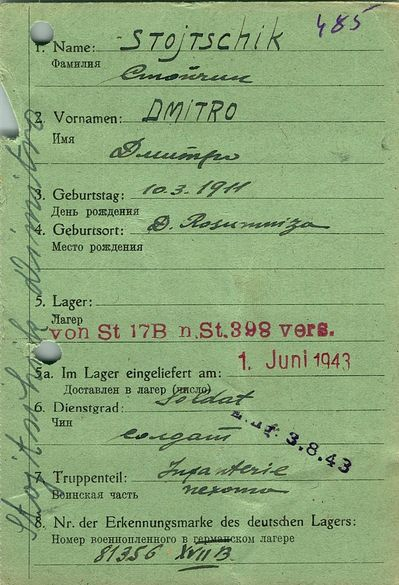 485
1. Name: STOJTSCHIK
Фамилия Стойчик
2. Vornamen: DMITRO
Имя
Дмитро
3. Geburtstag: 10.3.1911
День рождения
4. Geburtsort: D. Rosumniza
Место рождения
5. Lager:
Лагер
von St 17B n. St. 398 vers.
1. Juni 1943
5a. Im Lager eingeliefert am:
Доставлен в лагер (число)
6. Dienstgrad: Soldat
Чин
солдат
3.8.43
7. Truppenteil: Infanterie
Воинская часть пехота
8. Nr. der Erkennungsmarke des deutschen Lagers:
Номер военнопленного в германском лагере
81356 XVII B